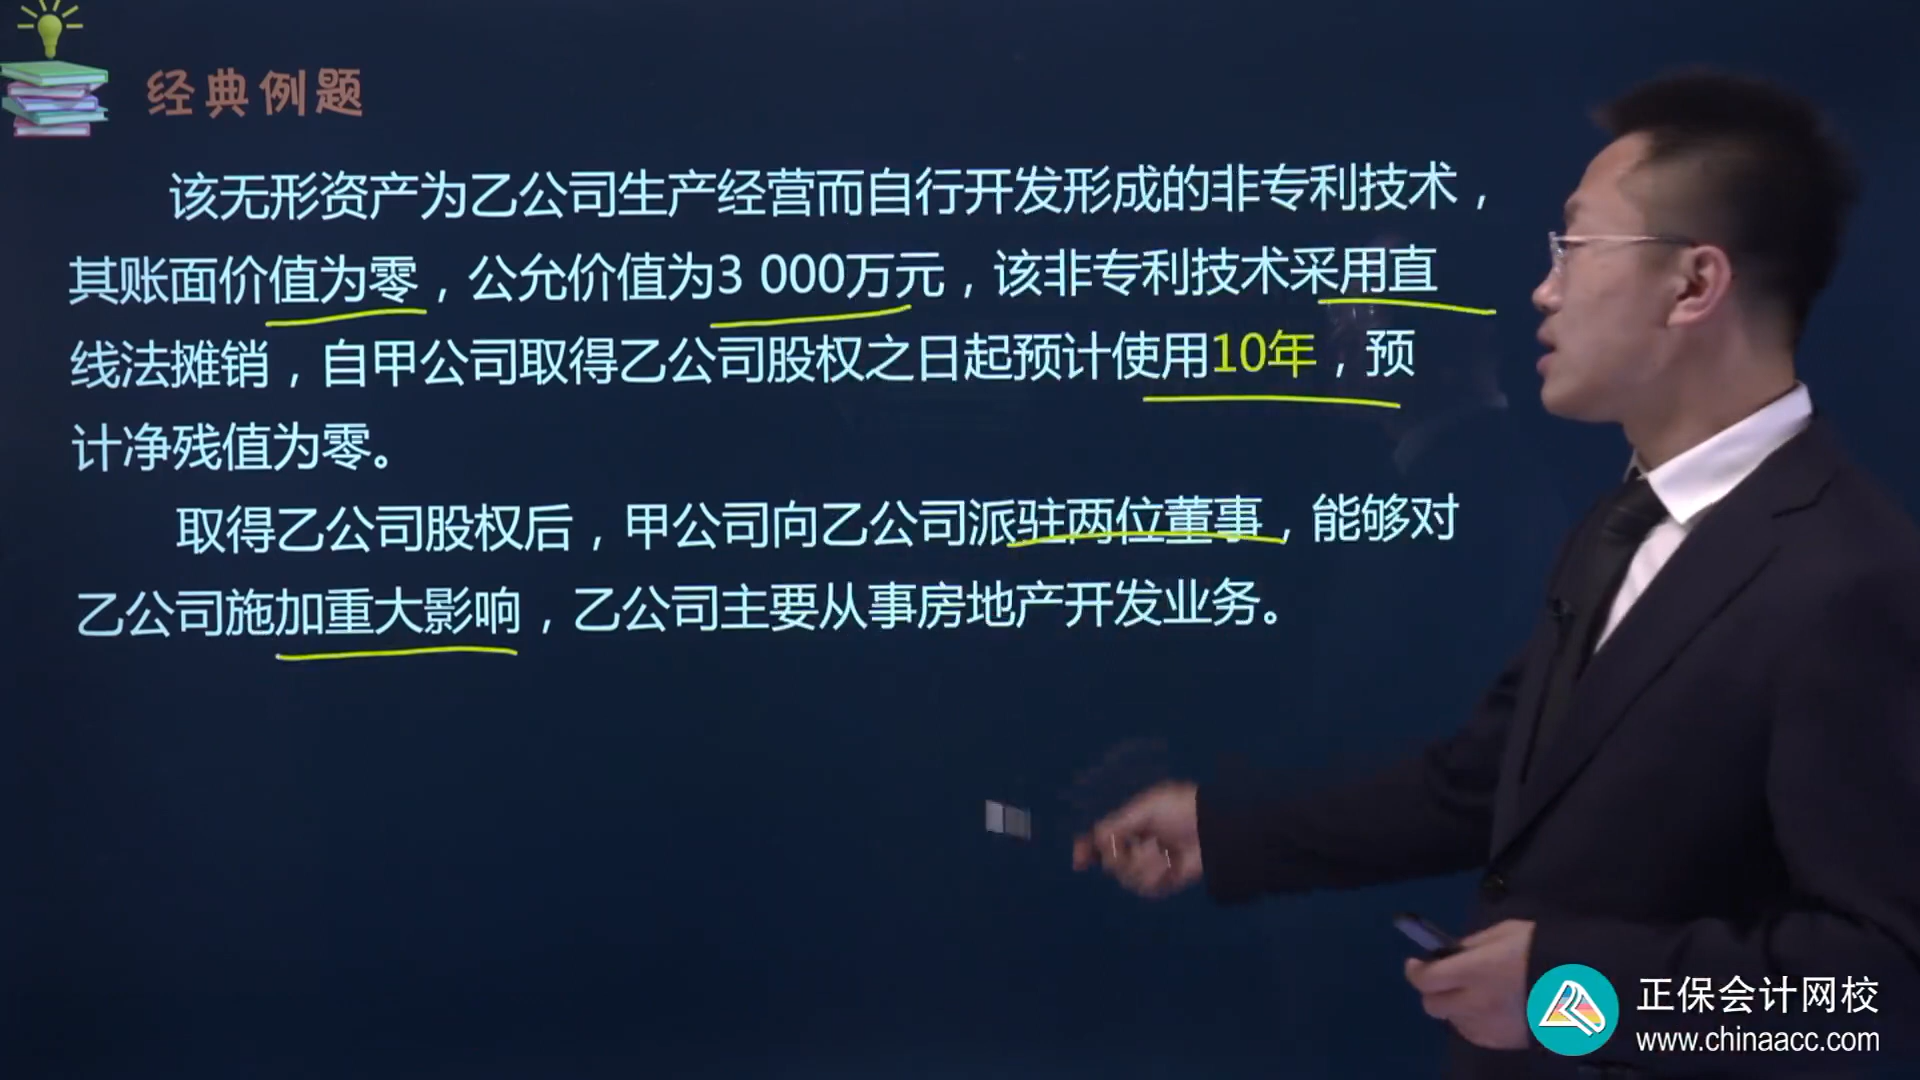 经典例题
该无形资产为乙公司生产经营而自行开发形成的非专利技术，
其账面价值为零，公允价值为3 000万元，该非专利技术采用直
线法摊销，自甲公司取得乙公司股权之日起预计使用10年，预
计净残值为零。
取得乙公司股权后，甲公司向乙公司派驻两位董事，能够对
乙公司施加重大影响，乙公司主要从事房地产开发业务。
正保会计网校
www.chinaacc.com